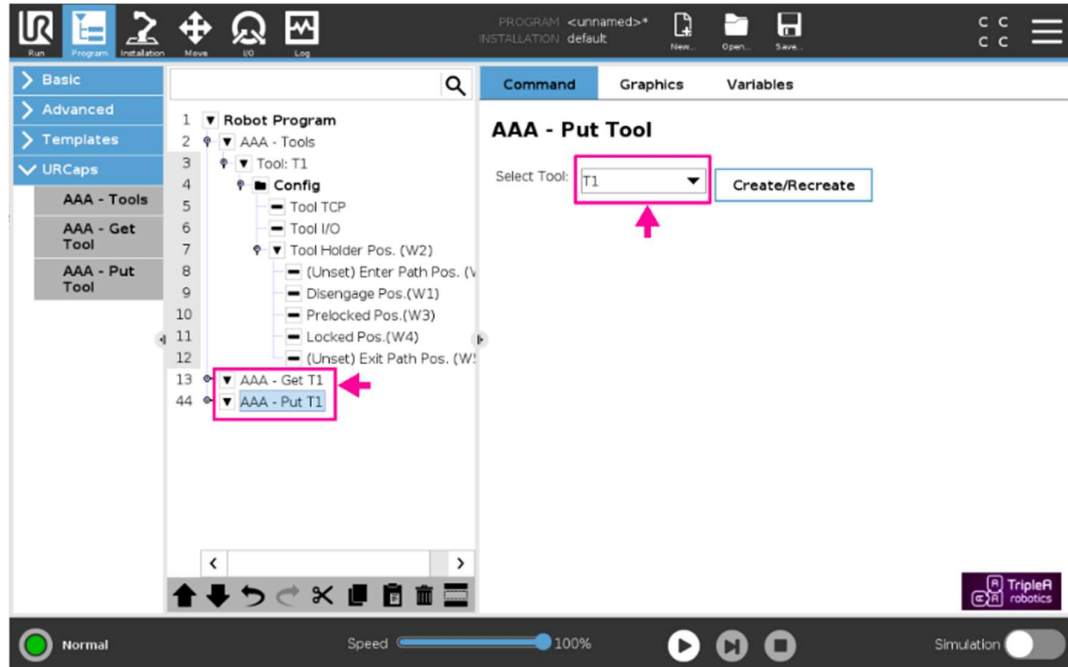 PROGRAM <unnamed>*
INSTALLATION default
Run
Program
Installation
Move
I/O
Log
New...
Open...
Save...
C C
C C
Basic
Advanced
Templates
URCaps
AAA - Tools
AAA - Get
Tool
AAA - Put
Tool
1 Robot Program
2 AAA - Tools
3 Tool: T1
4 Config
5 Tool TCP
6 Tool I/O
7 Tool Holder Pos. (W2)
8 (Unset) Enter Path Pos. (
9 Disengage Pos.(W1)
10 Prelocked Pos.(W3)
11 Locked Pos.(W4)
12 (Unset) Exit Path Pos. (W
13 AAA - Get T1
44 AAA - Put T1
Command Graphics Variables
AAA - Put Tool
Select Tool: T1 Create/Recreate
TripleA
robotics
Normal
Speed 100%
Simulation